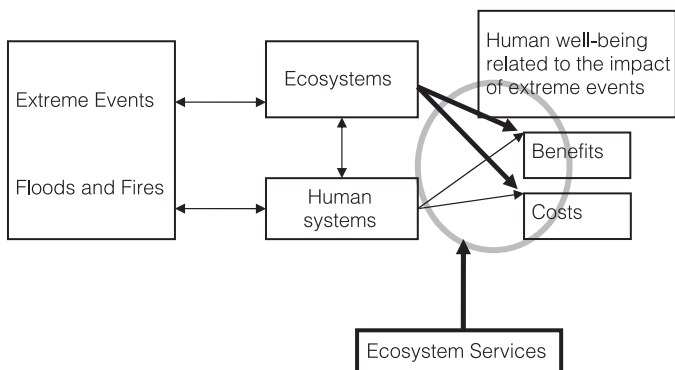 Extreme Events
Floods and Fires
Ecosystems
Human
systems
Human well-being
related to the impact
of extreme events
Benefits
Costs
Ecosystem Services